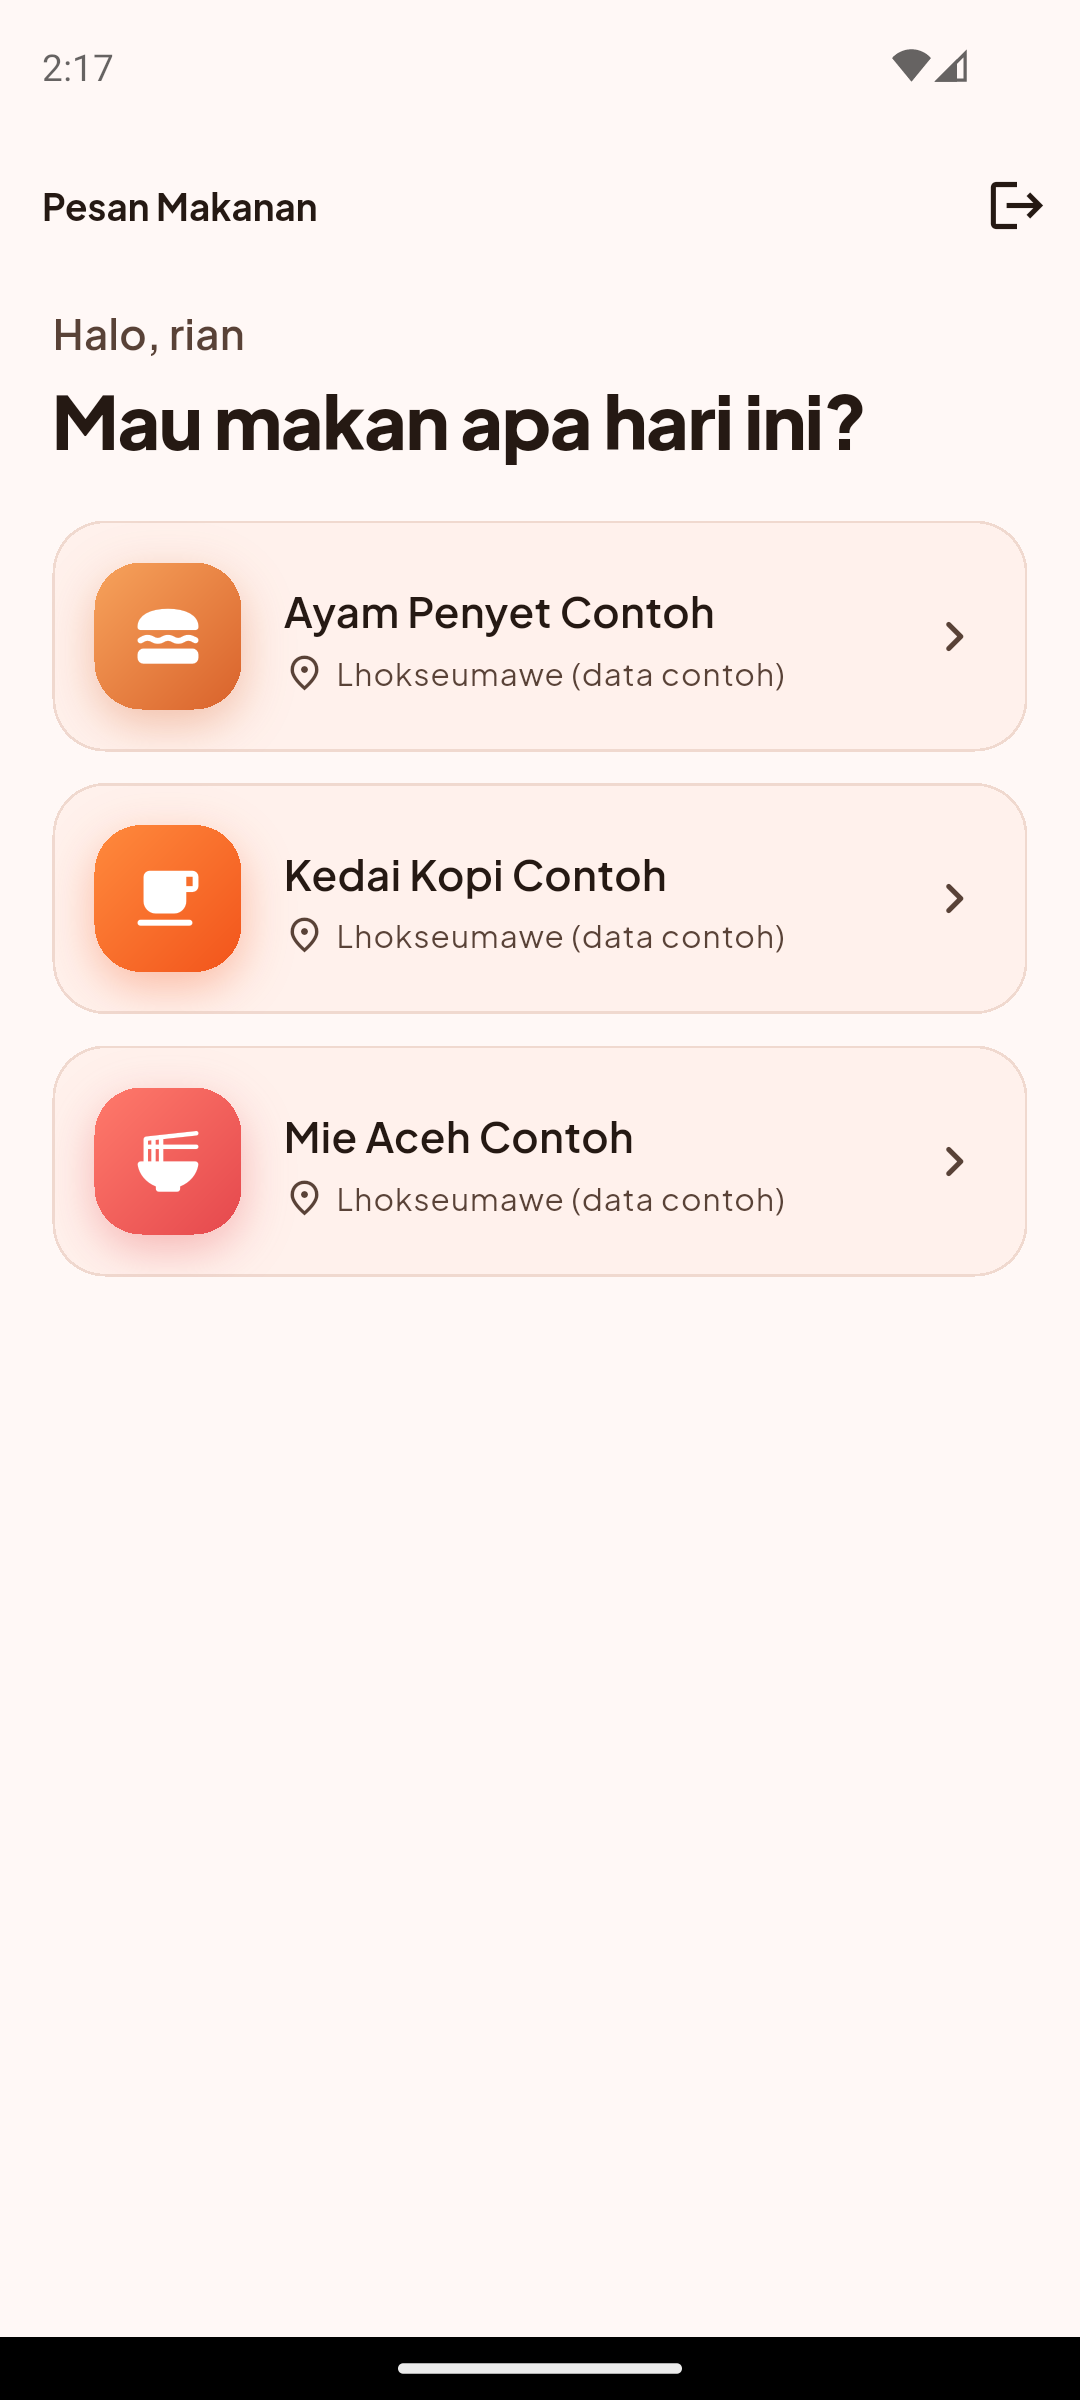 2:17
Pesan Makanan
Halo, rian
Mau makan apa hari ini?
Ayam Penyet Contoh
Lhokseumawe (data contoh)
Kedai Kopi Contoh
Lhokseumawe (data contoh)
Mie Aceh Contoh
Lhokseumawe (data contoh)